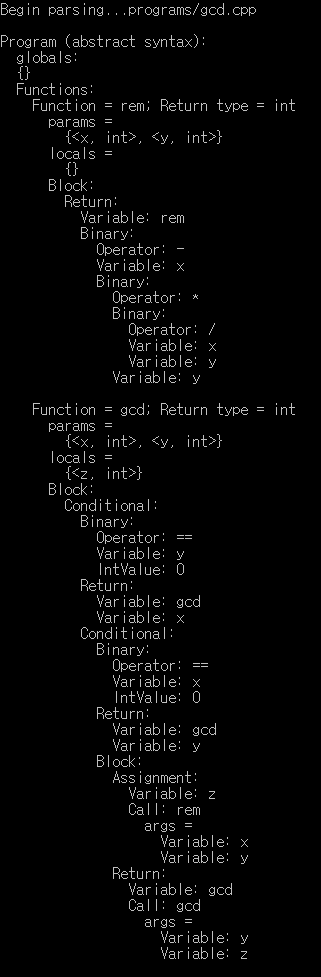 Begin parsing...programs/gcd.cpp
Program (abstract syntax):
globals:
{}
Functions:
Function = rem; Return type = int
params =
{<x, int>, <y, int>}
locals =
{}
Block:
Return:
Variable: rem
Binary:
Operator: -
Variable: x
Binary:
Operator: *
Binary:
Operator: /
Variable: x
Variable: y
Variable: y
Function = gcd; Return type = int
params =
{<x, int>, <y, int>}
locals =
{<z, int>}
Block:
Conditional:
Binary:
Operator: ==
Variable: y
IntValue: 0
Return:
Variable: gcd
Variable: x
Conditional:
Binary:
Operator: ==
Variable: x
IntValue: 0
Return:
Variable: gcd
Variable: y
Block:
Assignment:
Variable: z
Call: rem
args =
Variable: x
Variable: y
Return:
Variable: gcd
Call: gcd
args =
Variable: y
Variable: z